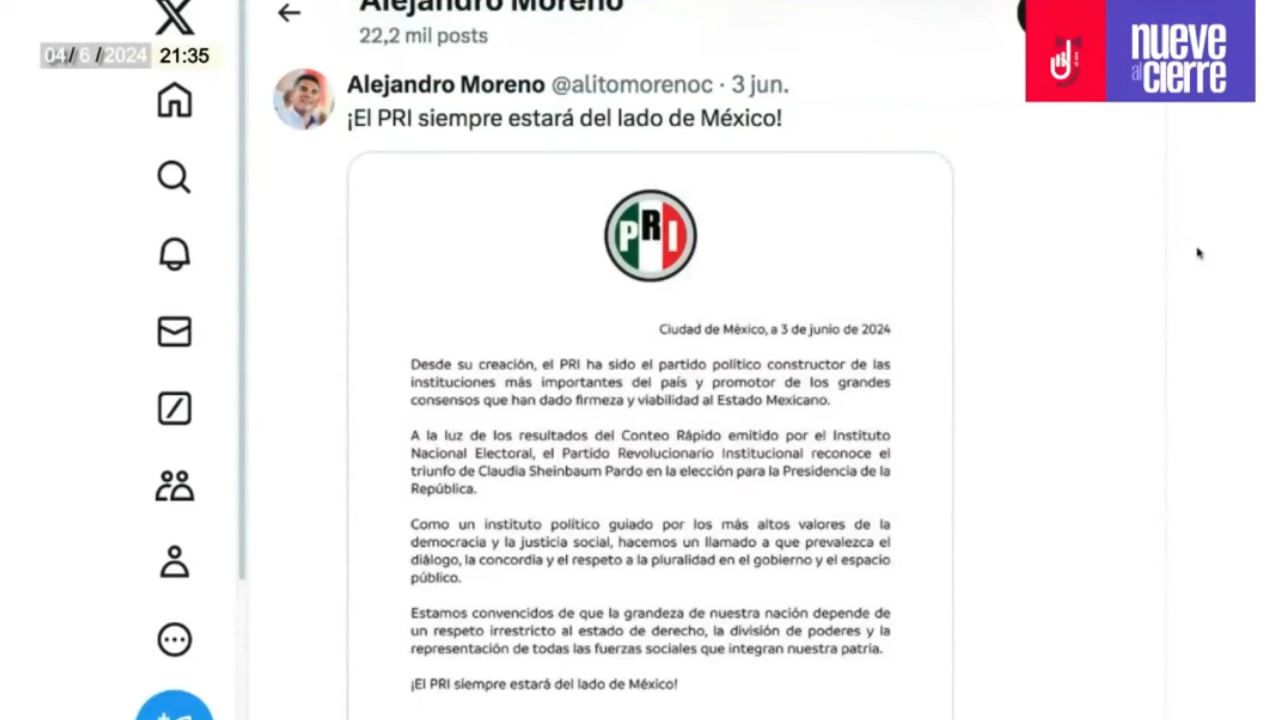 Alejandro Moreno
22,2 mil posts
04/ 6 /2024 21:35
nueve
al
cierre
Alejandro Moreno @alitomorenoc · 3 jun.
¡El PRI siempre estará del lado de México!
PRI
Ciudad de México, a 3 de junio de 2024
Desde su creación, el PRI ha sido el partido político constructor de las
instituciones más importantes del país y promotor de los grandes
consensos que han dado firmeza y viabilidad al Estado Mexicano.
A la luz de los resultados del Conteo Rápido emitido por el Instituto
Nacional Electoral, el Partido Revolucionario Institucional reconoce el
triunfo de Claudia Sheinbaum Pardo en la elección para la Presidencia de la
República.
Como un instituto político guiado por los más altos valores de la
democracia y la justicia social, hacemos un llamado a que prevalezca el
diálogo, la concordia y el respeto a la pluralidad en el gobierno y el espacio
público.
Estamos convencidos de que la grandeza de nuestra nación depende de
un respeto irrestricto al estado de derecho, la división de poderes y la
representación de todas las fuerzas sociales que integran nuestra patria.
¡El PRI siempre estará del lado de México!